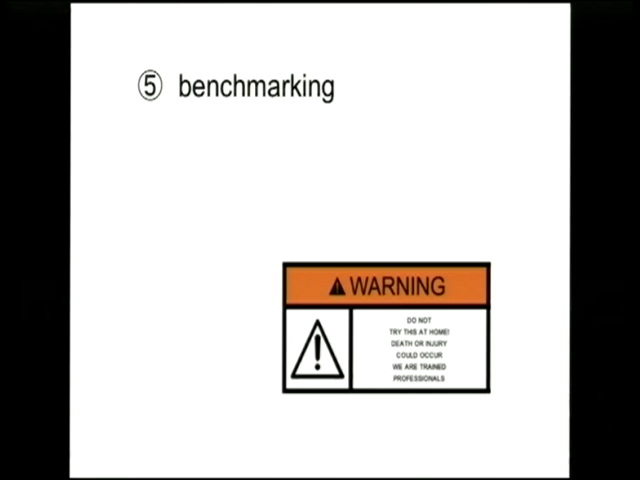 ⑤ benchmarking
WARNING
DO NOT
TRY THIS AT HOME!
DEATH OR INJURY
COULD OCCUR
WE ARE TRAINED
PROFESSIONALS